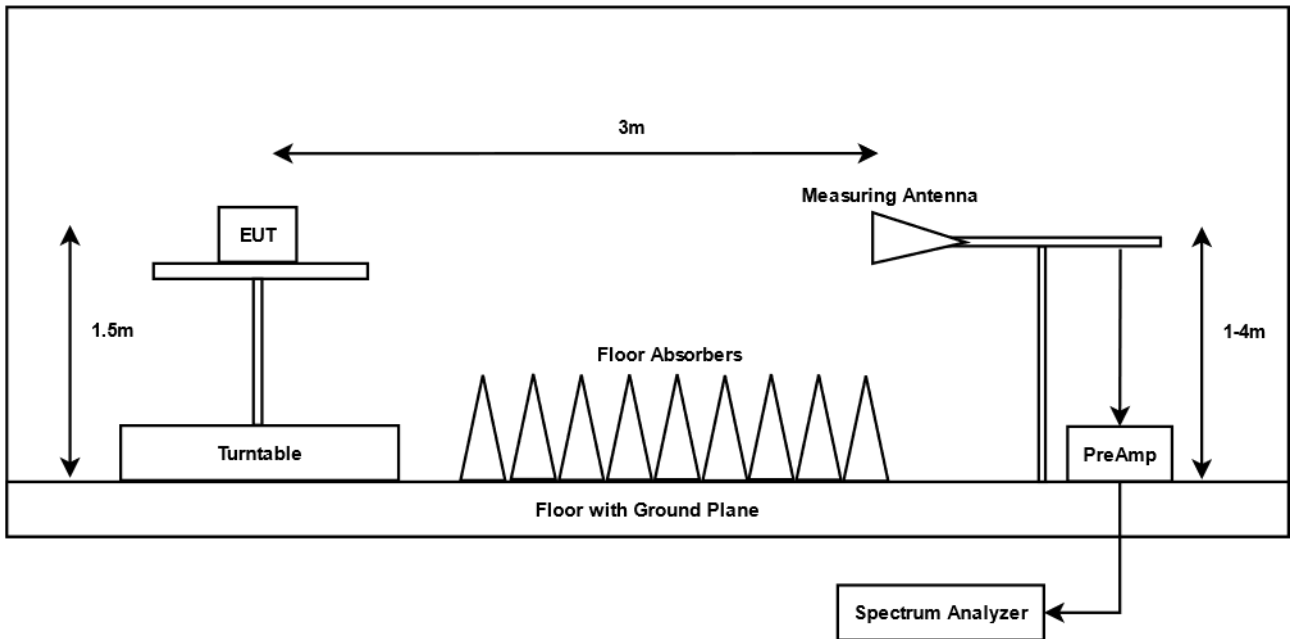 3m
Measuring Antenna
EUT
1.5m
1-4m
Floor Absorbers
Turntable
PreAmp
Floor with Ground Plane
Spectrum Analyzer